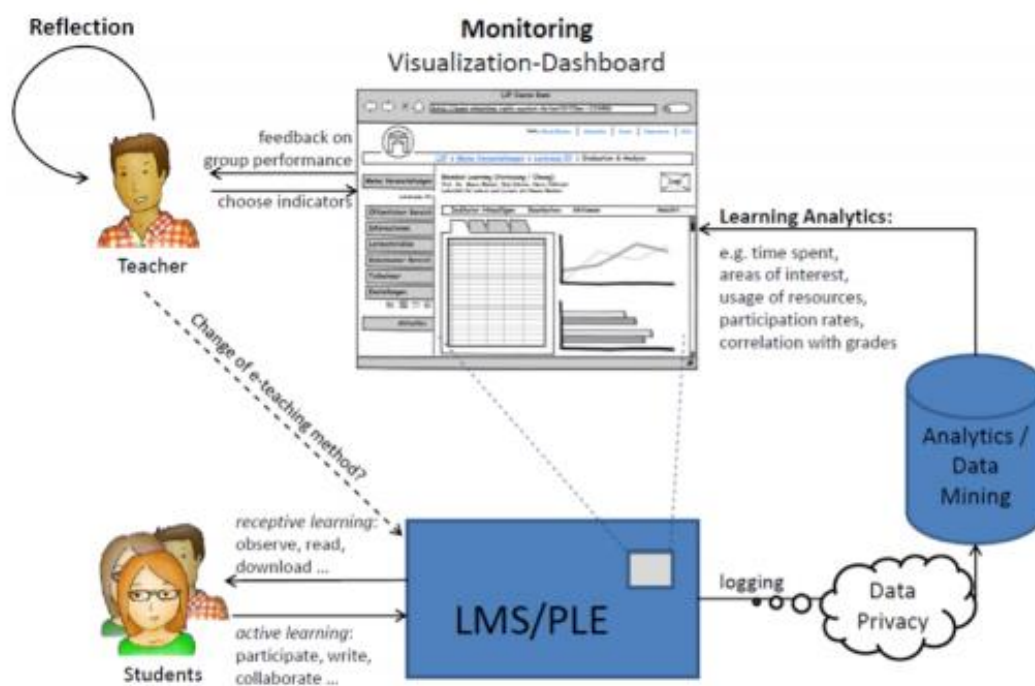 Reflection
Monitoring
Visualization-Dashboard
feedback on
group performance
choose indicators
Teacher
Learning Analytics:
e.g. time spent,
areas of interest,
usage of resources,
participation rates,
correlation with grades
Change of e-teaching method?
Analytics /
Data
Mining
receptive learning:
observe, read,
download ...
LMS/PLE
logging
Data
Privacy
active learning:
participate, write,
collaborate ...
Students